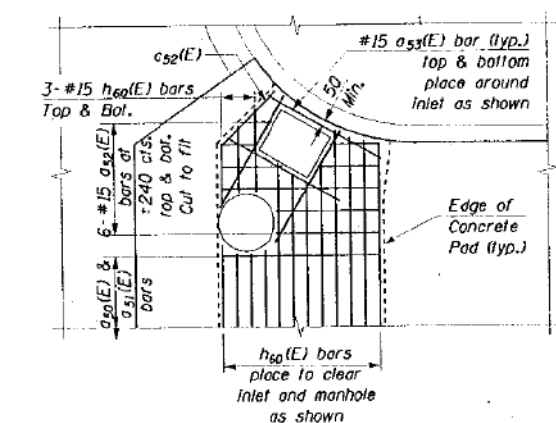 a52(E)
#15 a53(E) bar (typ.)
top & bottom
place around
inlet as shown
50
Min.
3- #15 h60(E) bars
Top & Bot.
6- #15 a52(E)
bars at
±240 cts.
top & bot.
Cut to fit
a50(E) &
a51(E)
bars
Edge of
Concrete
Pad (typ.)
h60(E) bars
place to clear
inlet and manhole
as shown